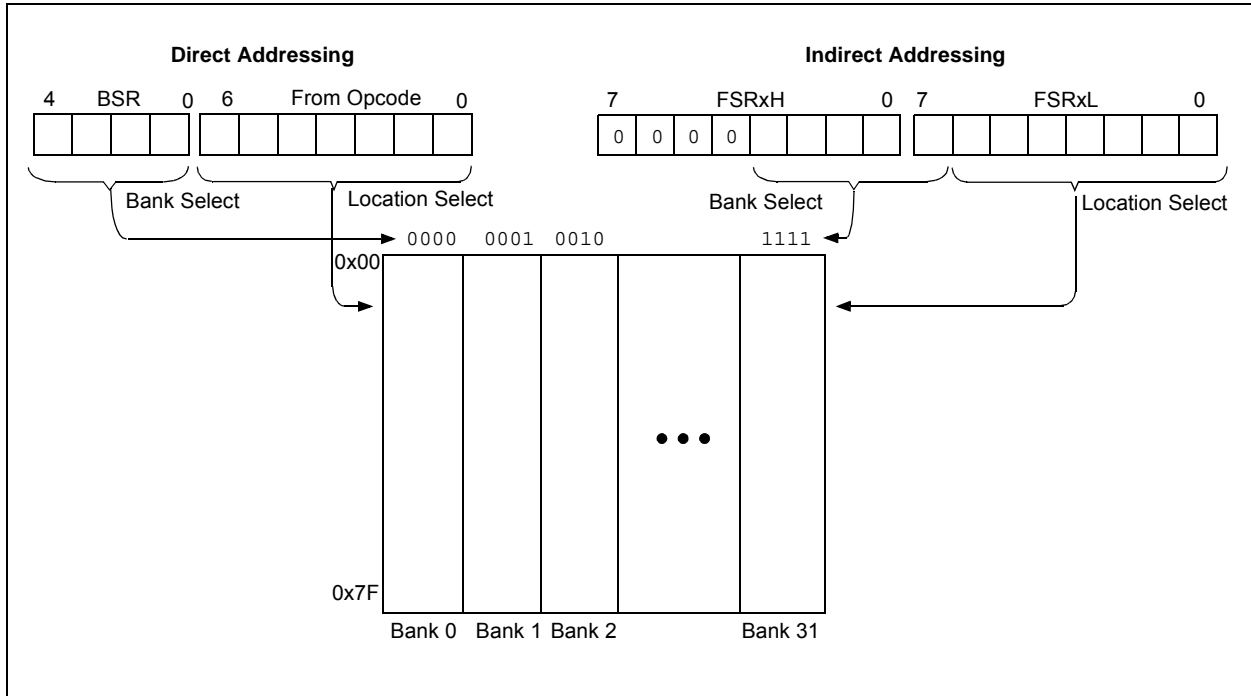 Direct Addressing
Indirect Addressing
4 BSR 0 6 From Opcode 0
7 FSRxH 0 7 FSRxL 0
0 0 0 0
Bank Select
Location Select
Bank Select
Location Select
0000 0001 0010 1111
0x00
0x7F
Bank 0 Bank 1 Bank 2 Bank 31